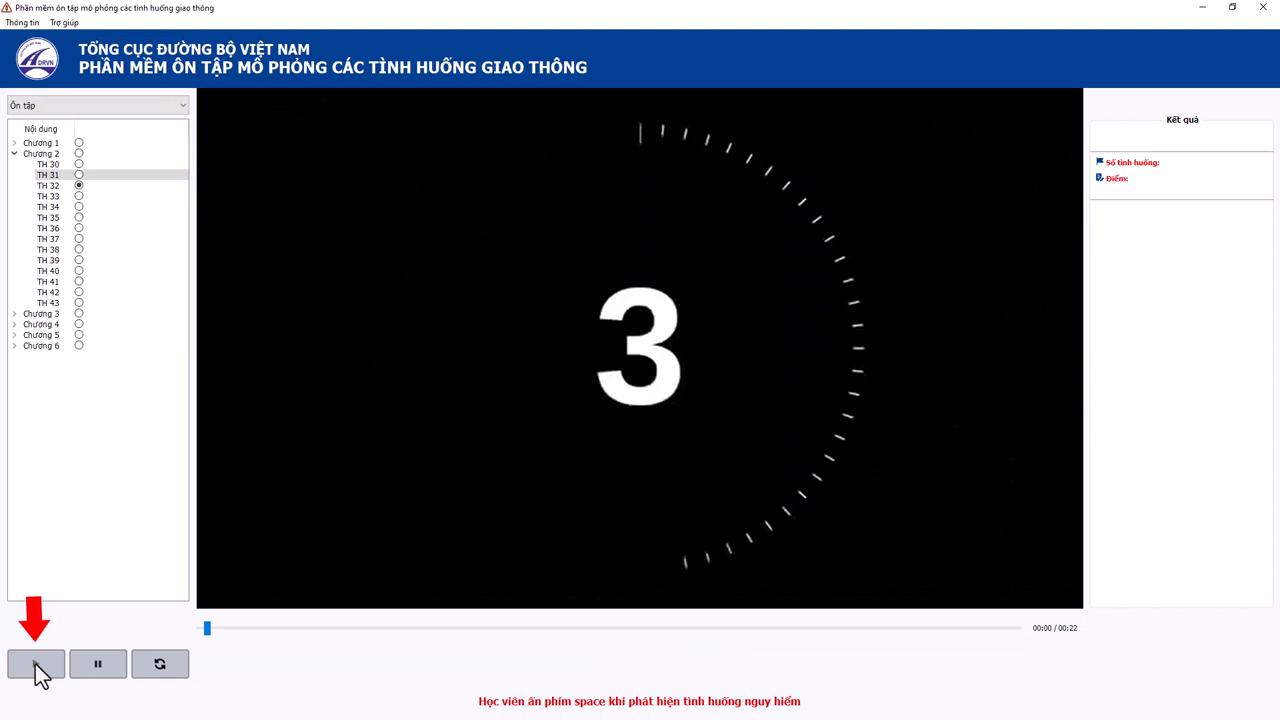 Phần mềm ôn tập mô phỏng các tình huống giao thông
Thông tin Trợ giúp
DRVN
TỔNG CỤC ĐƯỜNG BỘ VIỆT NAM
PHẦN MỀM ÔN TẬP MÔ PHỎNG CÁC TÌNH HUỐNG GIAO THÔNG
Ôn tập
Nội dung
Chương 1
Chương 2
TH 30
TH 31
TH 32
TH 33
TH 34
TH 35
TH 36
TH 37
TH 38
TH 39
TH 40
TH 41
TH 42
TH 43
Chương 3
Chương 4
Chương 5
Chương 6
3
Kết quả
Số tình huống:
Điểm:
00:00 / 00:22
Học viên ấn phím space khi phát hiện tình huống nguy hiểm